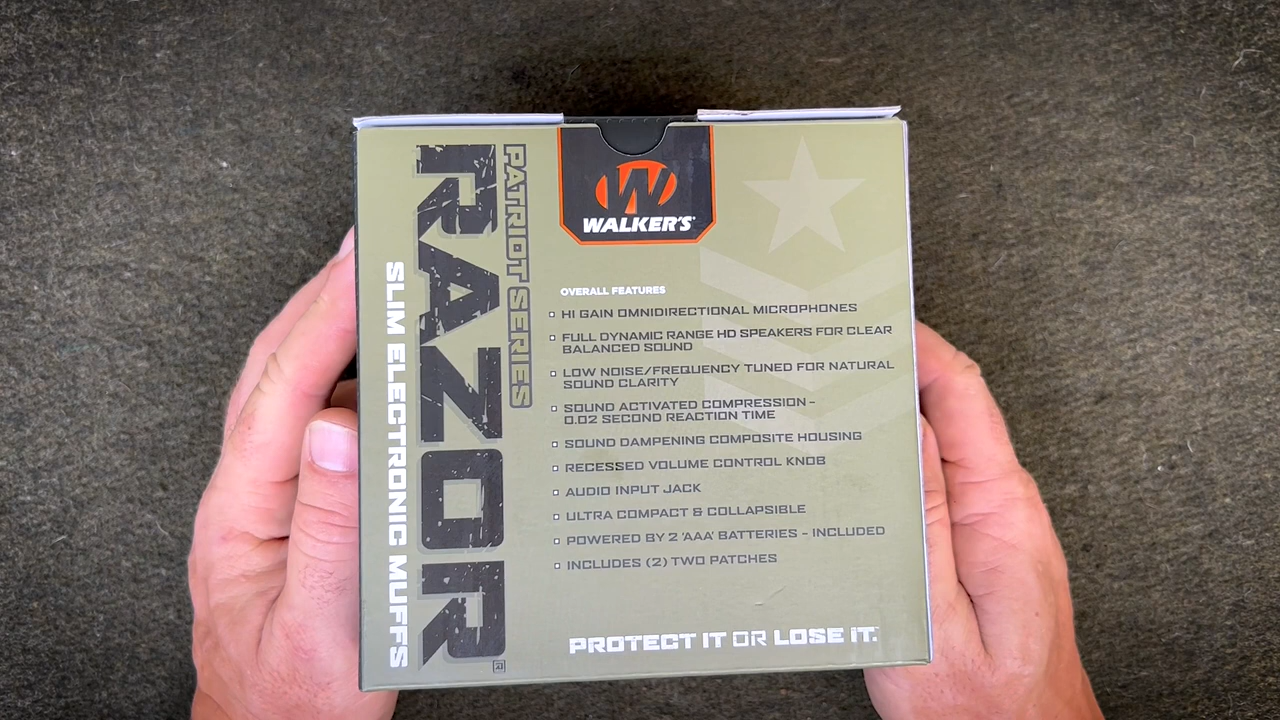 PATRIOT SERIES
RAZOR
SLIM ELECTRONIC MUFFS
W
WALKER'S
OVERALL FEATURES
HI GAIN OMNIDIRECTIONAL MICROPHONES
FULL DYNAMIC RANGE HD SPEAKERS FOR CLEAR
BALANCED SOUND
LOW NOISE/FREQUENCY TUNED FOR NATURAL
SOUND CLARITY
SOUND ACTIVATED COMPRESSION–
0.02 SECOND REACTION TIME
SOUND DAMPENING COMPOSITE HOUSING
RECESSED VOLUME CONTROL KNOB
AUDIO INPUT JACK
ULTRA COMPACT & COLLAPSIBLE
POWERED BY 2 'AAA' BATTERIES – INCLUDED
INCLUDES (2) TWO PATCHES
PROTECT IT OR LOSE IT.